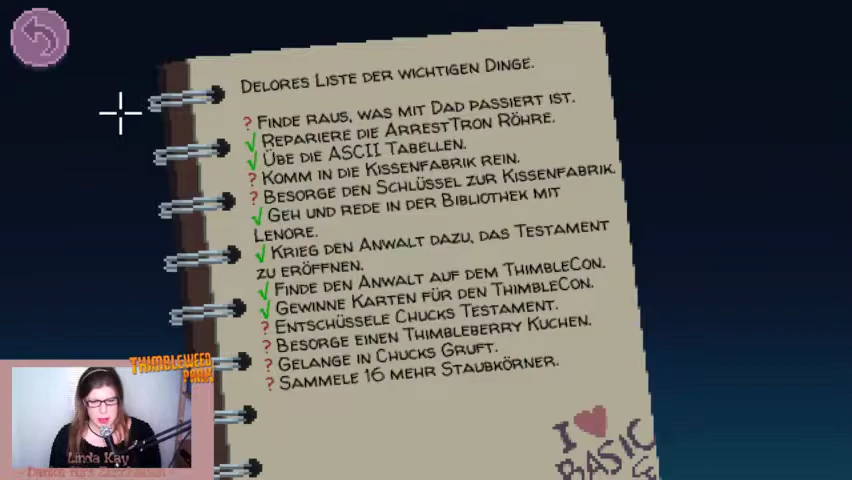 Delores Liste der wichtigen Dinge.
? Finde raus, was mit Dad passiert ist.
✓ Repariere die ArrestTron Röhre.
✓ Übe die ASCII Tabellen.
? Komm in die Kissenfabrik rein.
? Besorge den Schlüssel zur Kissenfabrik.
✓ Geh und rede in der Bibliothek mit
Lenore.
✓ Krieg den Anwalt dazu, das Testament
zu eröffnen.
✓ Finde den Anwalt auf dem ThimbleCon.
✓ Gewinne Karten für den ThimbleCon.
? Entschüssele Chucks Testament.
? Besorge einen Thimbleberry Kuchen.
? Gelange in Chucks Gruft.
? Sammele 16 mehr Staubkörner.
I ❤ BASIC
THIMBLEWEED
PARK
Linda Kay